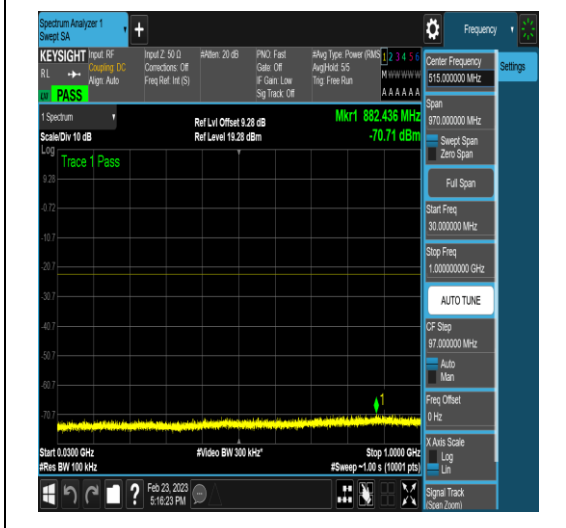 Spectrum Analyzer 1
Swept SA
+
Frequency
KEYSIGHT
RL
PASS
Input: RF
Coupling: DC
Align: Auto
Input Z: 50 Ω
Corrections: Off
Freq Ref: Int (S)
#Atten: 20 dB
PNO: Fast
Gate: Off
IF Gain: Low
Sig Track: Off
#Avg Type: Power (RMS
Avg|Hold: 5/5
Trig: Free Run
1 2 3 4 5 6
M W W W W W
A A A A A A
1 Spectrum
Scale/Div 10 dB
Ref Lvl Offset 9.28 dB
Ref Level 19.28 dBm
Mkr1 882.436 MHz
-70.71 dBm
Log
Trace 1 Pass
9.28
-0.72
-10.7
-20.7
-30.7
-40.7
-50.7
-60.7
-70.7
1
Start 0.0300 GHz
#Res BW 100 kHz
#Video BW 300 kHz*
Stop 1.0000 GHz
#Sweep ~1.00 s (10001 pts)
?
Feb 23, 2023
5:16:23 PM
Center Frequency
515.000000 MHz
Span
970.000000 MHz
Swept Span
Zero Span
Full Span
Start Freq
30.000000 MHz
Stop Freq
1.000000000 GHz
AUTO TUNE
CF Step
97.000000 MHz
Auto
Man
Freq Offset
0 Hz
X Axis Scale
Log
Lin
Signal Track
(Span Zoom)
Settings